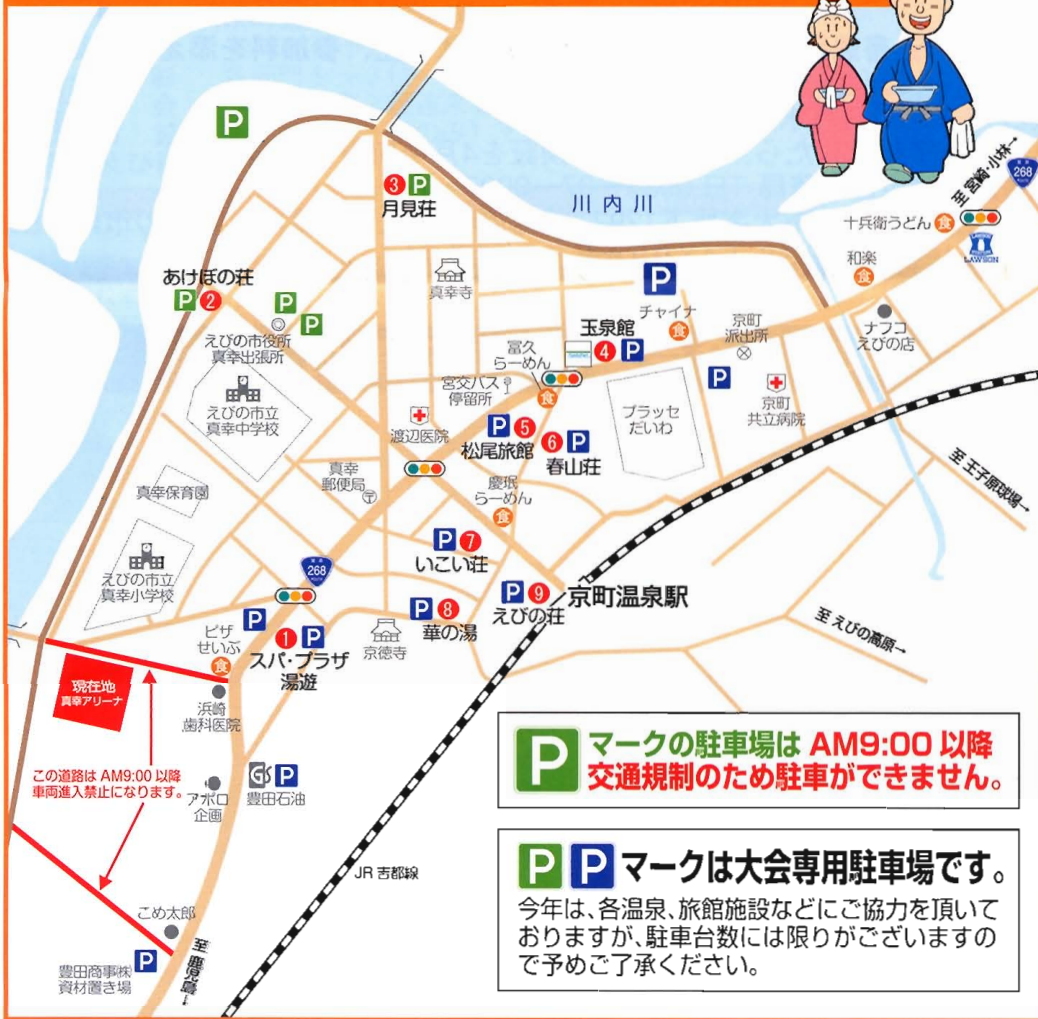 P
3 P
月見荘
川内川
至 宮崎・小林→
268
十兵衛うどん 食
LAWSON
和楽
食
ナフコ
えびの店
あけぼの荘
P 2
P
P
えびの市役所
真幸出張所
真幸寺
P
チャイナ
食
玉泉館
4 P
京町
派出所
冨久
らーめん
食
宮交バス
停留所
P
京町
共立病院
えびの市立
真幸中学校
渡辺医院
P 5
松尾旅館
6 P
春山荘
プラッセ
だいわ
真幸
郵便局
慶珉
らーめん
食
至 王子原球場→
真幸保育園
P 7
いこい荘
えびの市立
真幸小学校
268
P 9
えびの荘
京町温泉駅
P 8
華の湯
京徳寺
至 えびの高原→
P
ピザ
せいぶ
食
1 P
スパ・プラザ
湯遊
現在地
真幸アリーナ
浜崎
歯科医院
この道路は AM9:00 以降
車両進入禁止になります。
アポロ
企画
GS P
豊田石油
JR 吉都線
こめ太郎
豊田商事㈱
資材置き場
P
至 鹿児島→
P マークの駐車場は AM9:00 以降
交通規制のため駐車ができません。
P P マークは大会専用駐車場です。
今年は、各温泉、旅館施設などにご協力を頂いて
おりますが、駐車台数には限りがございますの
で予めご了承ください。